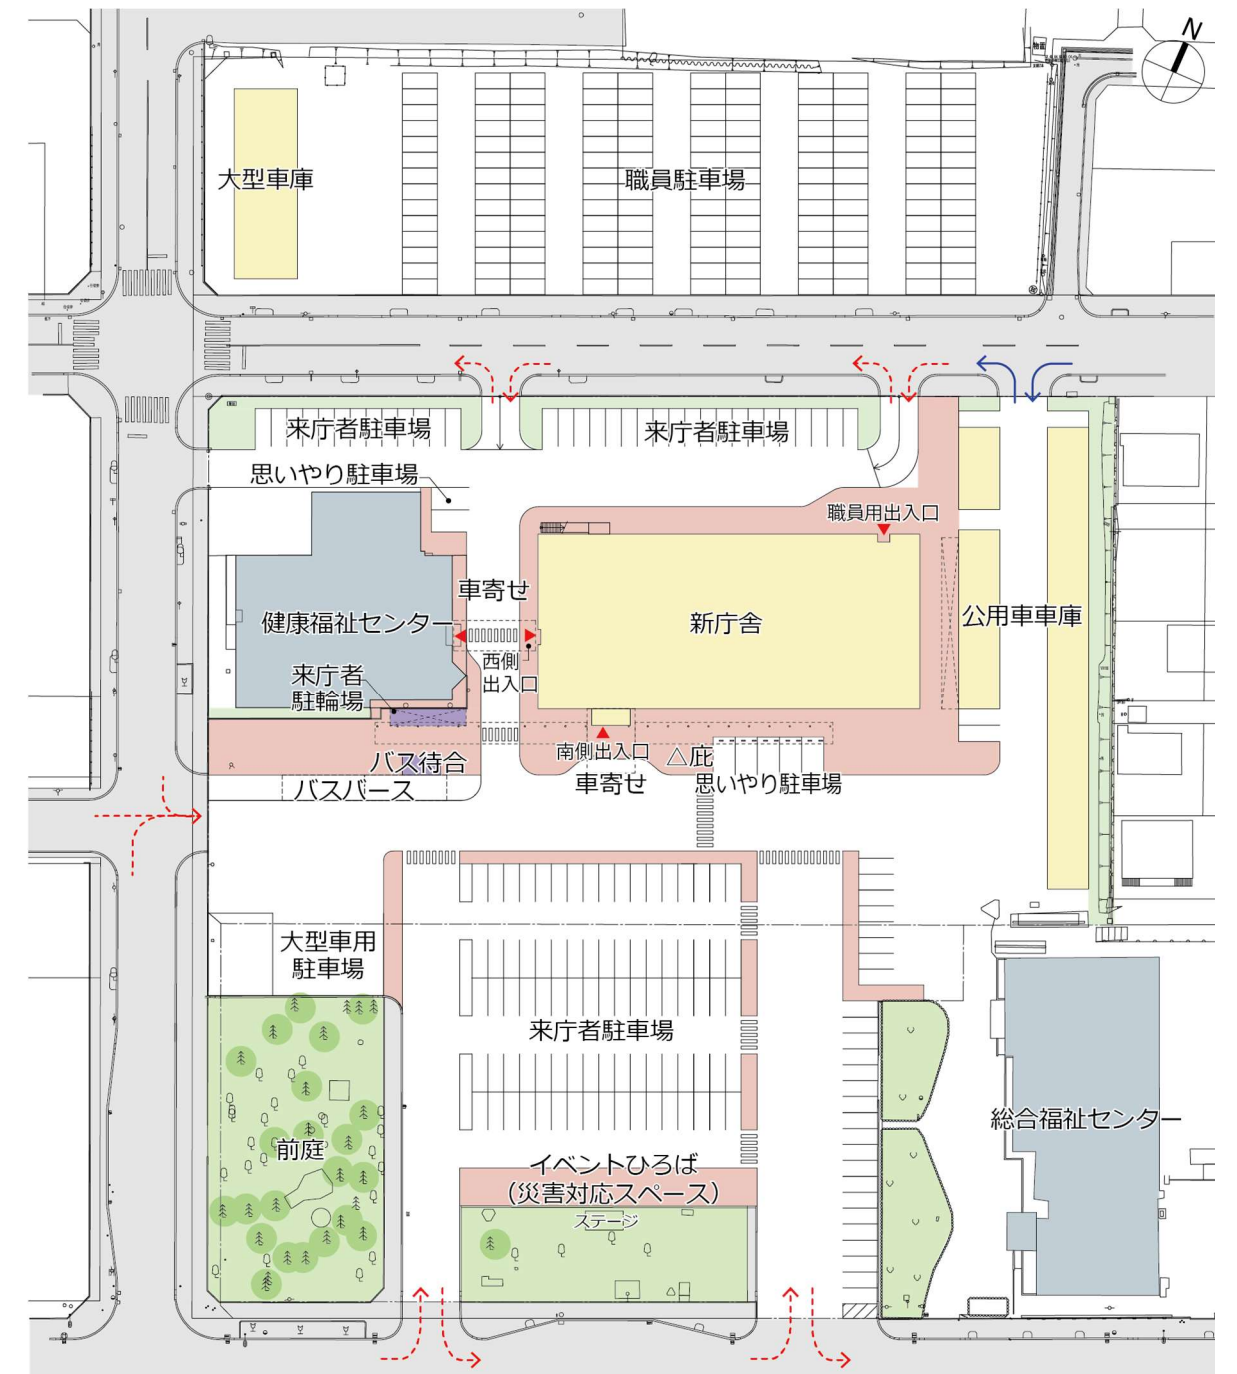 N
大型車庫
職員駐車場
来庁者駐車場
来庁者駐車場
思いやり駐車場
職員用出入口
車寄せ
健康福祉センター
新庁舎
公用車車庫
西側
出入口
来庁者
駐輪場
南側出入口
△庇
バス待合
車寄せ
思いやり駐車場
バスバース
大型車用
駐車場
来庁者駐車場
総合福祉センター
前庭
イベントひろば
（災害対応スペース）
ステージ